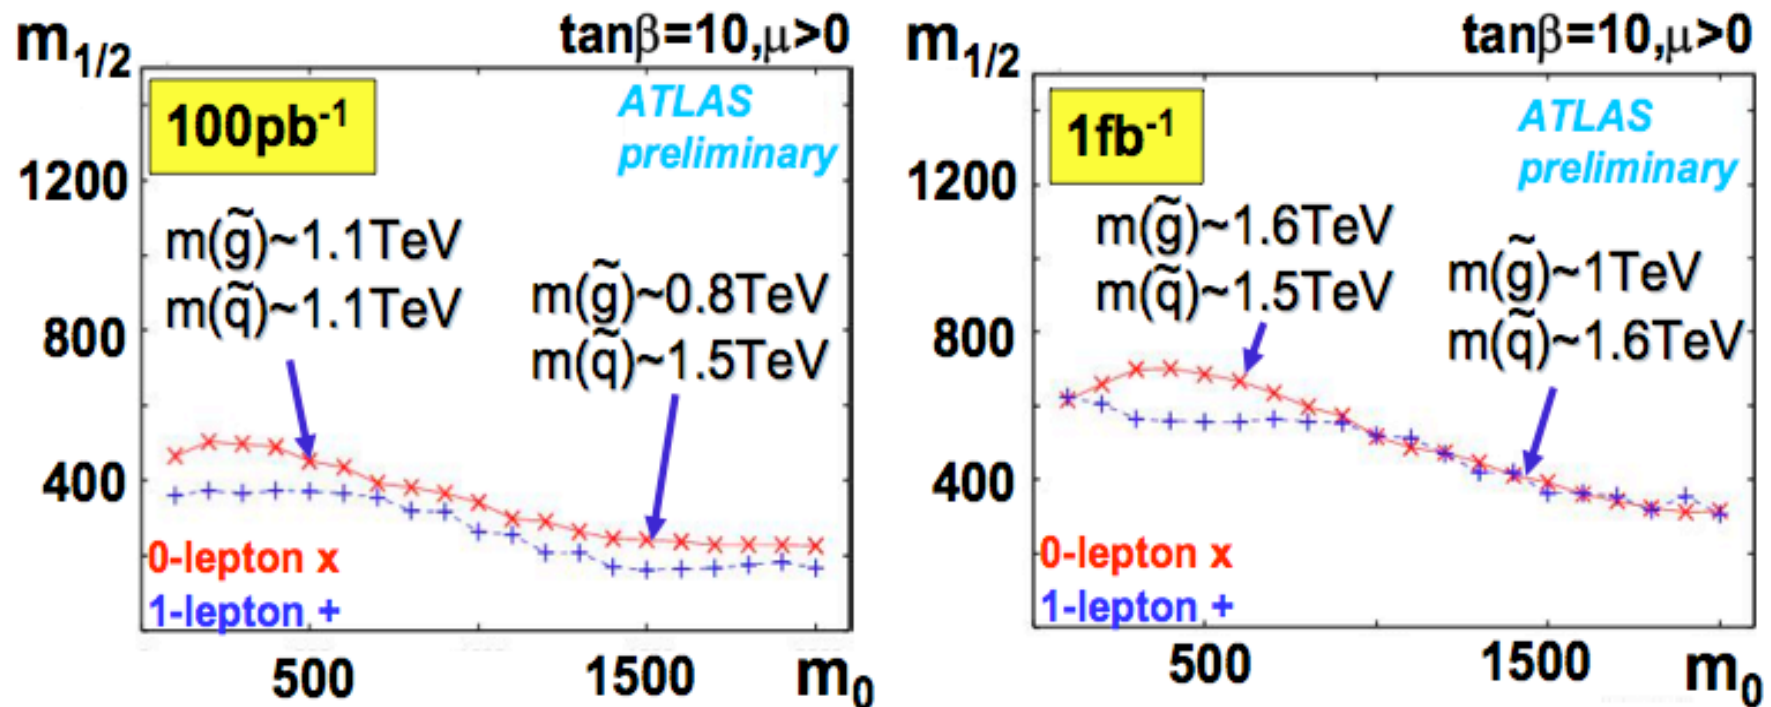 m1/2
tanβ=10,μ>0
100pb-1
ATLAS
preliminary
1200
m(g̃)~1.1TeV
m(q̃)~1.1TeV
m(g̃)~0.8TeV
m(q̃)~1.5TeV
800
400
0-lepton x
1-lepton +
500
1500
m0
m1/2
tanβ=10,μ>0
1fb-1
ATLAS
preliminary
1200
m(g̃)~1.6TeV
m(q̃)~1.5TeV
m(g̃)~1TeV
m(q̃)~1.6TeV
800
400
0-lepton x
1-lepton +
500
1500
m0